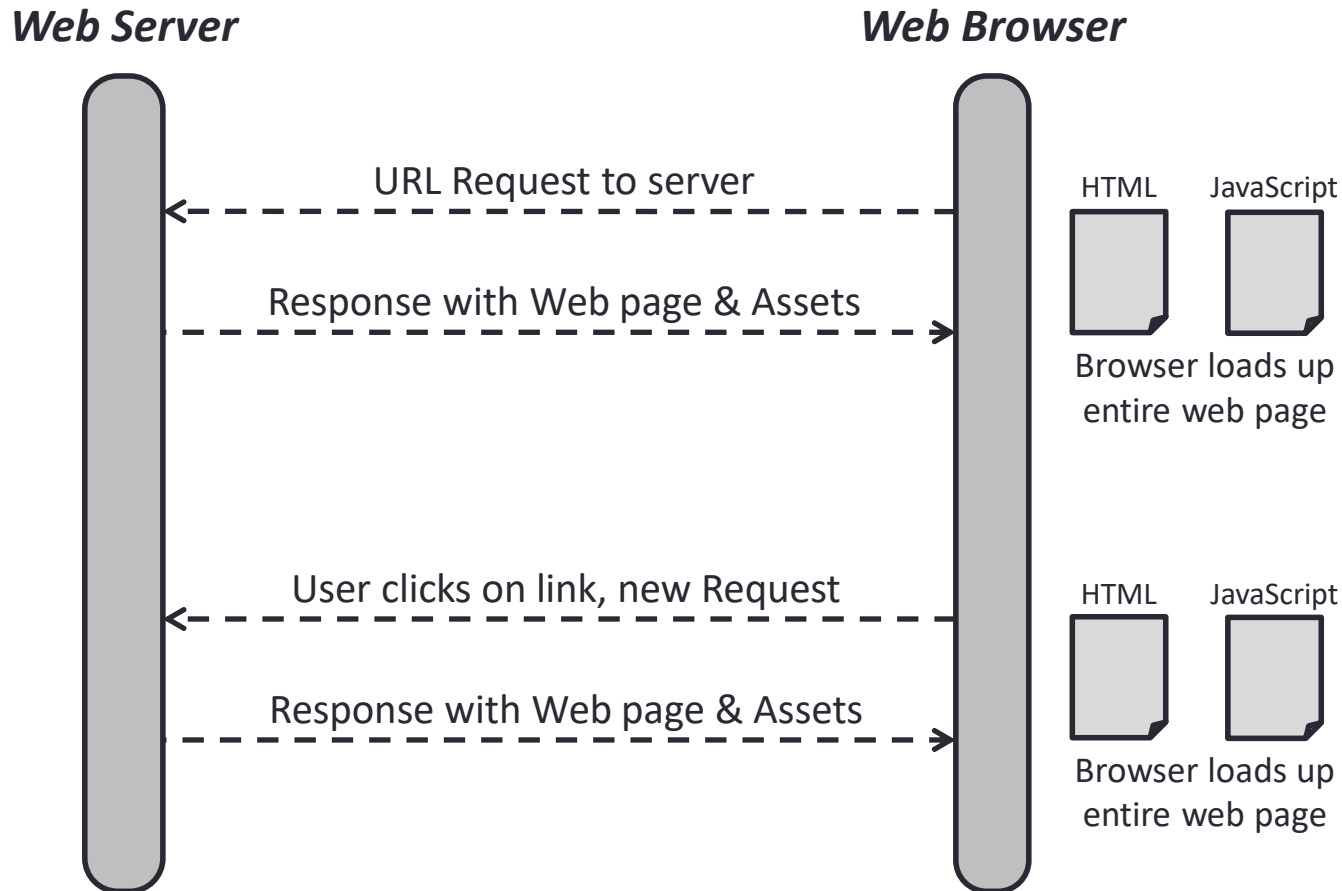 Web Server
Web Browser
URL Request to server
HTML
JavaScript
Response with Web page & Assets
Browser loads up
entire web page
User clicks on link, new Request
HTML
JavaScript
Response with Web page & Assets
Browser loads up
entire web page